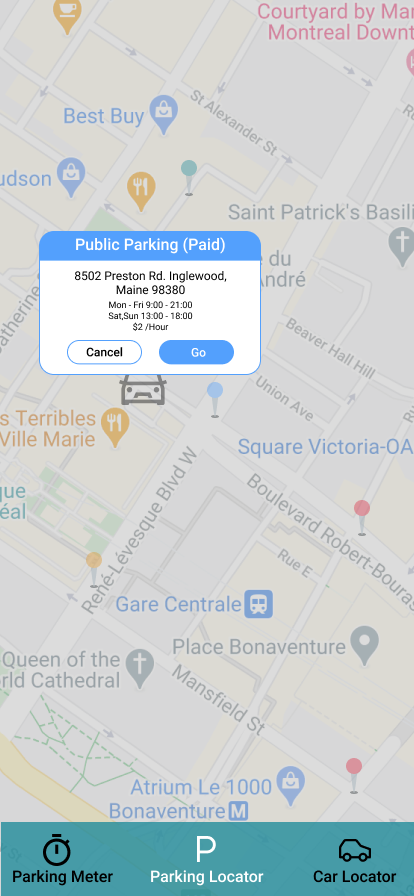 Courtyard by Mar
Montreal Downt
Best Buy
St Alexander St
udson
Saint Patrick's Basili
Public Parking (Paid)
e du
André
8502 Preston Rd. Inglewood,
Maine 98380
Mon - Fri 9:00 - 21:00
Sat,Sun 13:00 - 18:00
$2 /Hour
Cancel
Go
Catherine
Beaver Hall Hill
Union Ave
s Terribles
Ville Marie
Square Victoria-OA
que
éal
René-Lévesque Blvd W
Boulevard Robert-Boura
Rue E
Gare Centrale
Place Bonaventure
Queen of the
rld Cathedral
Mansfield St
Atrium Le 1000
Bonaventure M
P
Parking Meter
Parking Locator
Car Locator